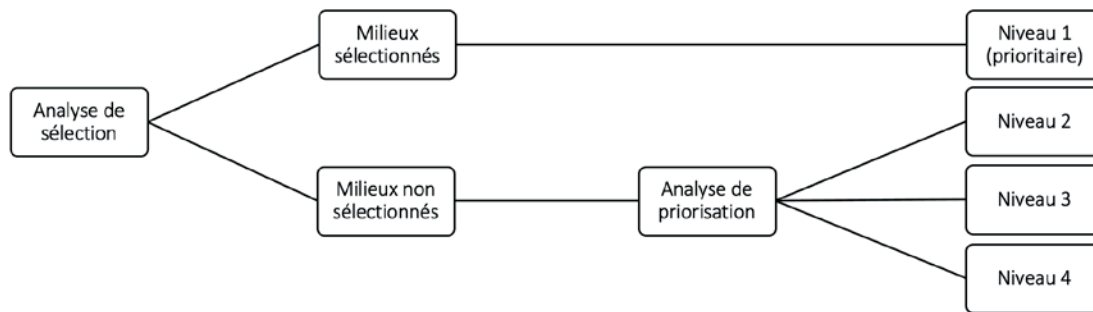 Milieux
sélectionnés
Niveau 1
(prioritaire)
Analyse de
sélection
Niveau 2
Milieux non
sélectionnés
Analyse de
priorisation
Niveau 3
Niveau 4